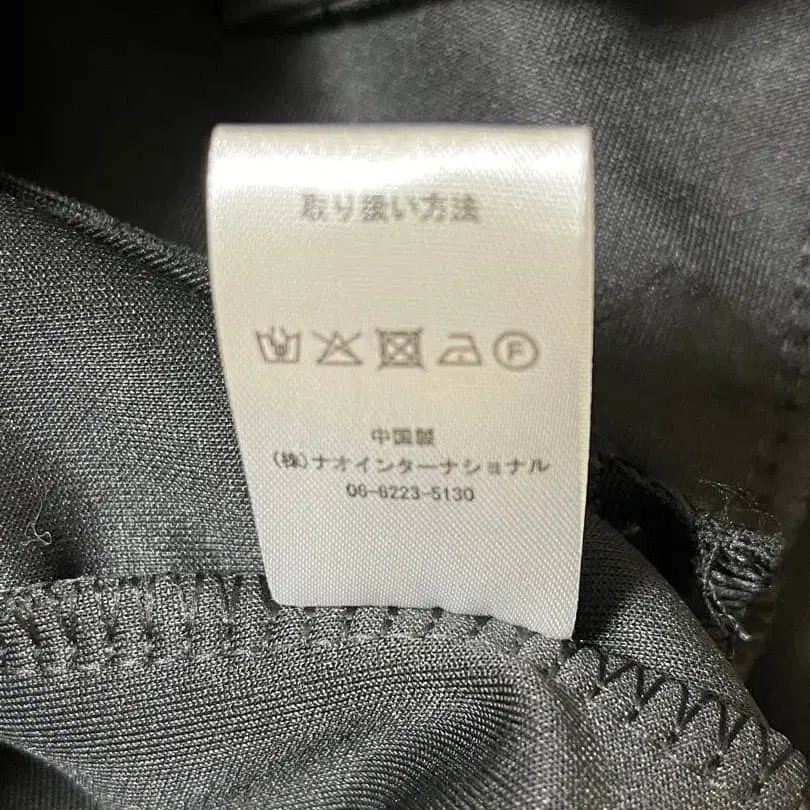 取り扱い方法
F
中国製
(株)ナオインターナショナル
06-6223-5130